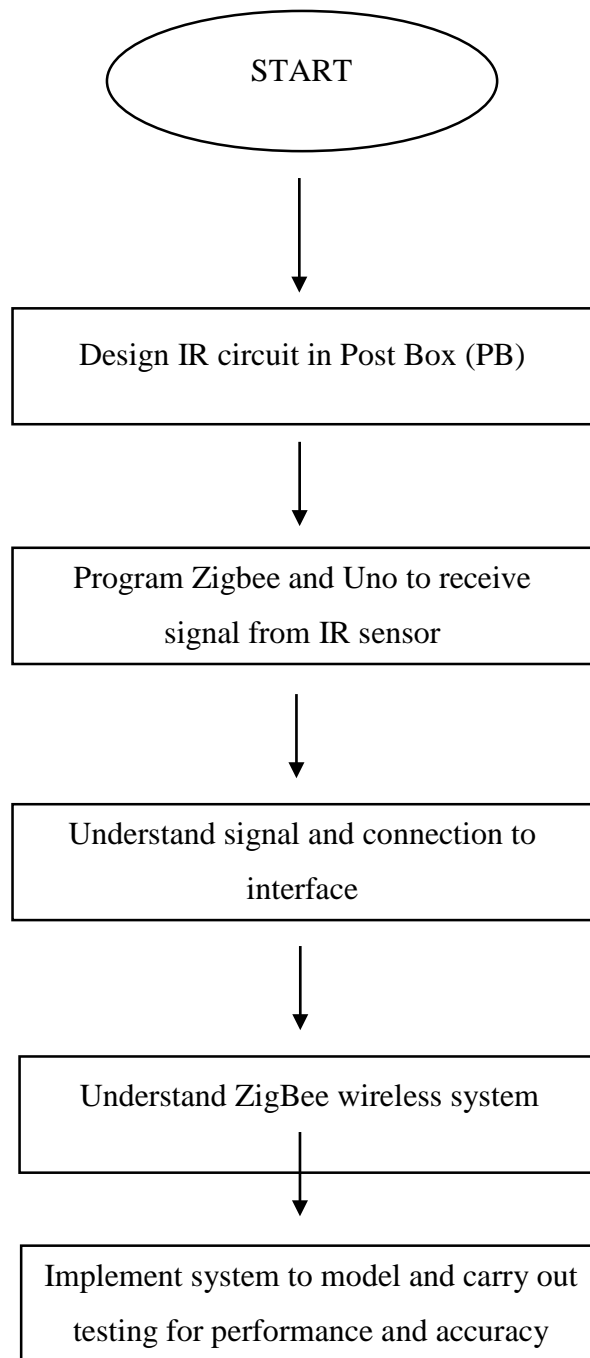 START
Design IR circuit in Post Box (PB)
Program Zigbee and Uno to receive
signal from IR sensor
Understand signal and connection to
interface
Understand ZigBee wireless system
Implement system to model and carry out
testing for performance and accuracy